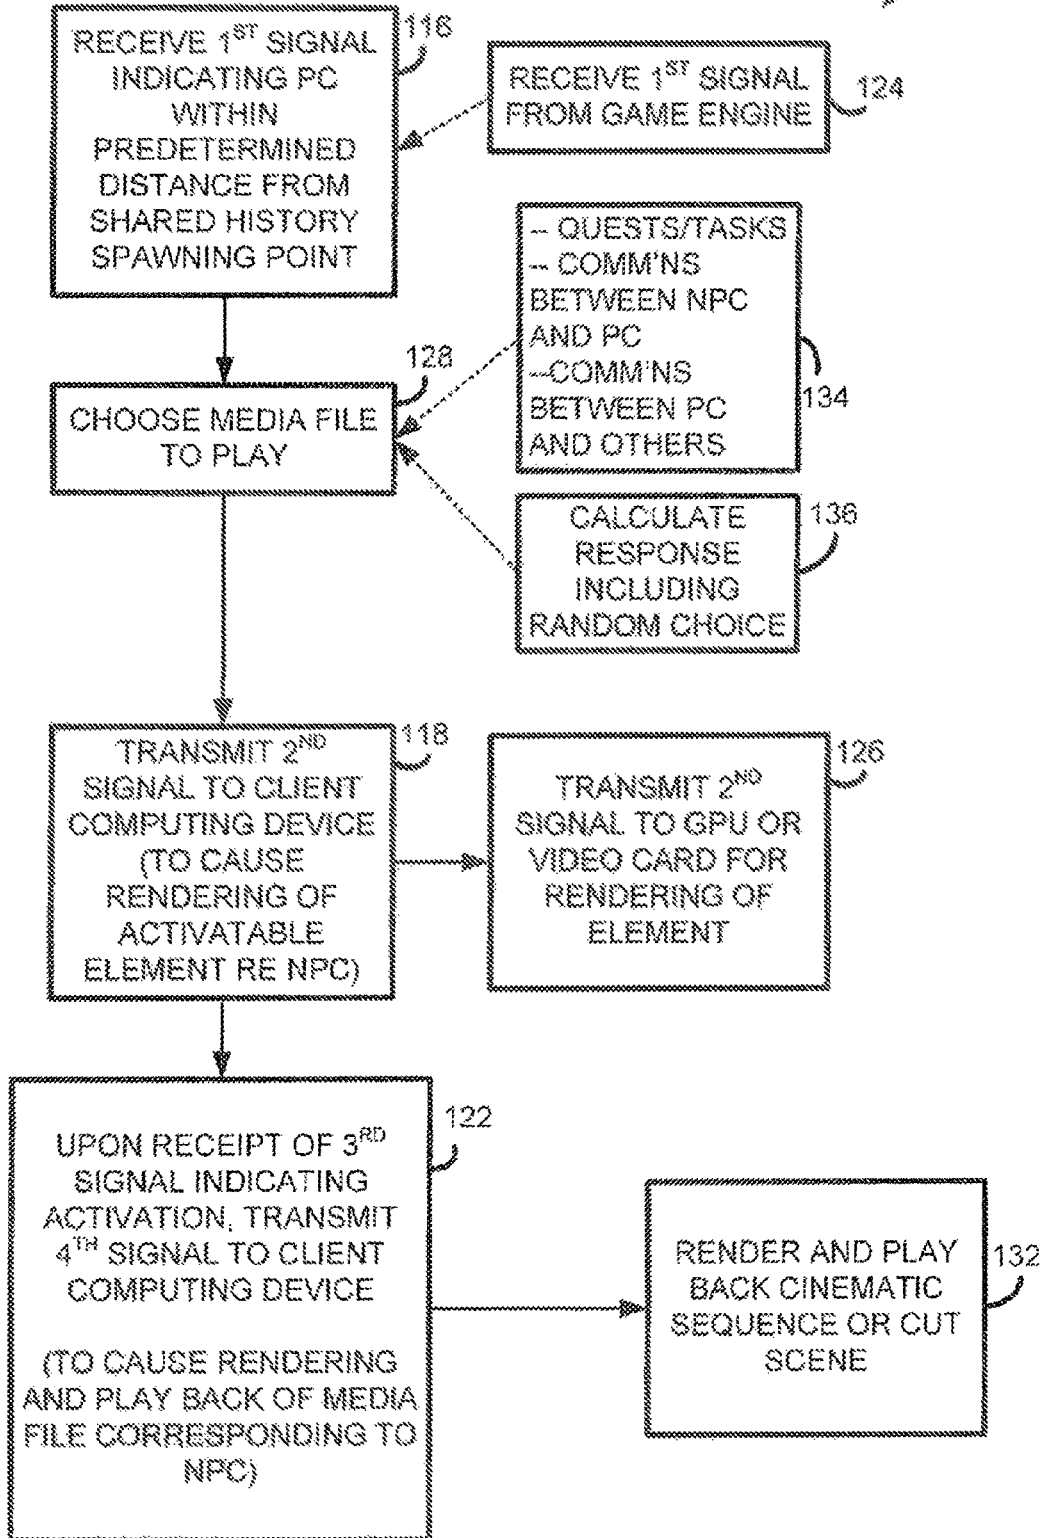 RECEIVE 1ST SIGNAL
INDICATING PC
WITHIN
PREDETERMINED
DISTANCE FROM
SHARED HISTORY
SPAWNING POINT
116
RECEIVE 1ST SIGNAL
FROM GAME ENGINE
124
-- QUESTS/TASKS
-- COMM'NS
BETWEEN NPC
AND PC
--COMM'NS
BETWEEN PC
AND OTHERS
134
CHOOSE MEDIA FILE
TO PLAY
128
CALCULATE
RESPONSE
INCLUDING
RANDOM CHOICE
136
TRANSMIT 2ND
SIGNAL TO CLIENT
COMPUTING DEVICE
(TO CAUSE
RENDERING OF
ACTIVATABLE
ELEMENT RE NPC)
118
TRANSMIT 2ND
SIGNAL TO GPU OR
VIDEO CARD FOR
RENDERING OF
ELEMENT
126
UPON RECEIPT OF 3RD
SIGNAL INDICATING
ACTIVATION, TRANSMIT
4TH SIGNAL TO CLIENT
COMPUTING DEVICE
(TO CAUSE RENDERING
AND PLAY BACK OF MEDIA
FILE CORRESPONDING TO
NPC)
122
RENDER AND PLAY
BACK CINEMATIC
SEQUENCE OR CUT
SCENE
132